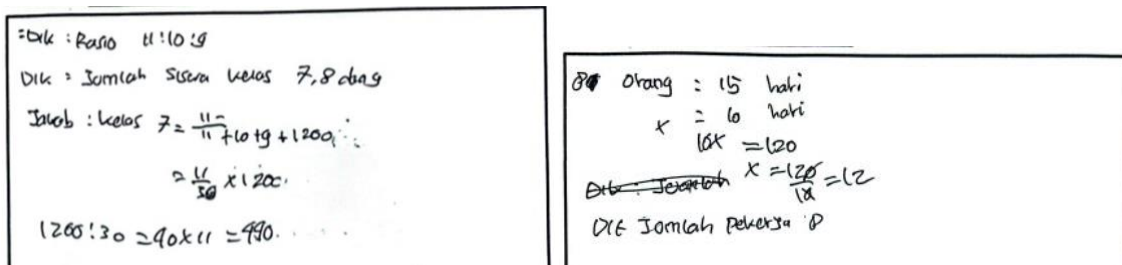 :Dik : Rasio 11:10:9
Dik : Jumlah siswa kelas 7,8 dan 9
Jawab : kelas 7 = 11/11+10+9 + 1200
= 11/30 x 1200
1200:30 = 40 x 11 = 440
8 orang : 15 hari
x = 10 hari
10x = 120
x = 120/10 = 12
Dit Jomlah pekerja